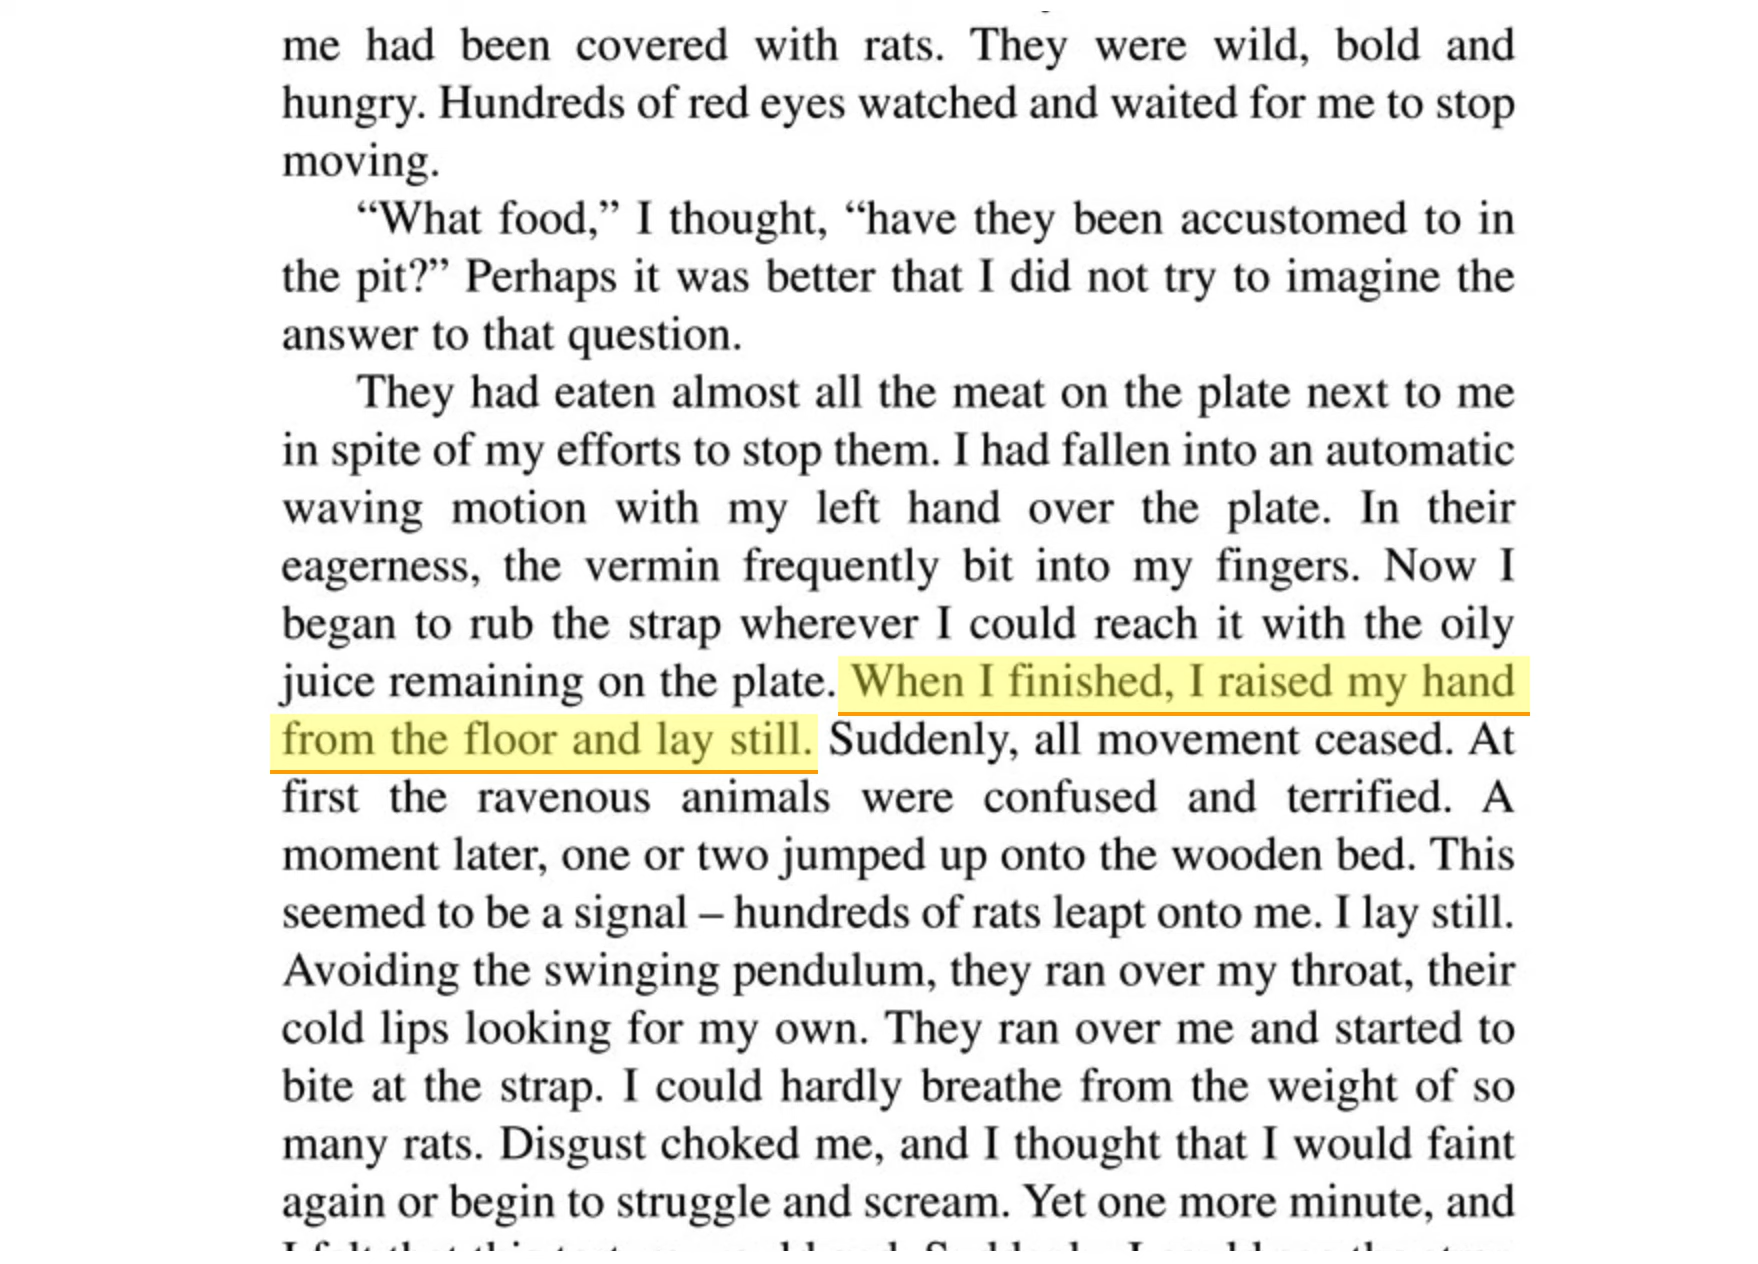 me had been covered with rats. They were wild, bold and
hungry. Hundreds of red eyes watched and waited for me to stop
moving.
“What food,” I thought, “have they been accustomed to in
the pit?” Perhaps it was better that I did not try to imagine the
answer to that question.
They had eaten almost all the meat on the plate next to me
in spite of my efforts to stop them. I had fallen into an automatic
waving motion with my left hand over the plate. In their
eagerness, the vermin frequently bit into my fingers. Now I
began to rub the strap wherever I could reach it with the oily
juice remaining on the plate. When I finished, I raised my hand
from the floor and lay still. Suddenly, all movement ceased. At
first the ravenous animals were confused and terrified. A
moment later, one or two jumped up onto the wooden bed. This
seemed to be a signal – hundreds of rats leapt onto me. I lay still.
Avoiding the swinging pendulum, they ran over my throat, their
cold lips looking for my own. They ran over me and started to
bite at the strap. I could hardly breathe from the weight of so
many rats. Disgust choked me, and I thought that I would faint
again or begin to struggle and scream. Yet one more minute, and